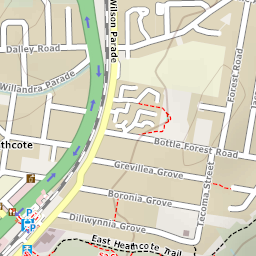 Wilson Parade
Dalley Road
Willandra Parade
Forest Road
thcote
Bottle Forest Road
Grevillea Grove
Tecoma Street
Boronia Grove
Dillwynnia Grove
East Heathcote Trail
P
P